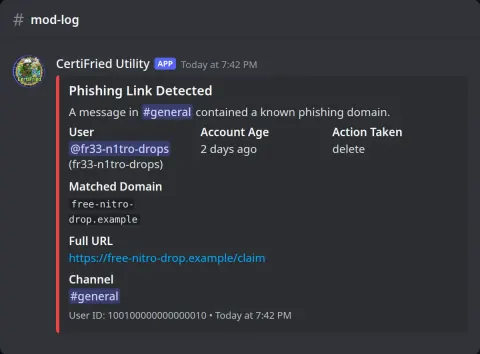 # mod-log
CertiFried Utility APP Today at 7:42 PM
Phishing Link Detected
A message in #general contained a known phishing domain.
User Account Age Action Taken
@fr33-n1tro-drops 2 days ago delete
(fr33-n1tro-drops)
Matched Domain
free-nitro-
drop.example
Full URL
https://free-nitro-drop.example/claim
Channel
#general
User ID: 100100000000000010 • Today at 7:42 PM